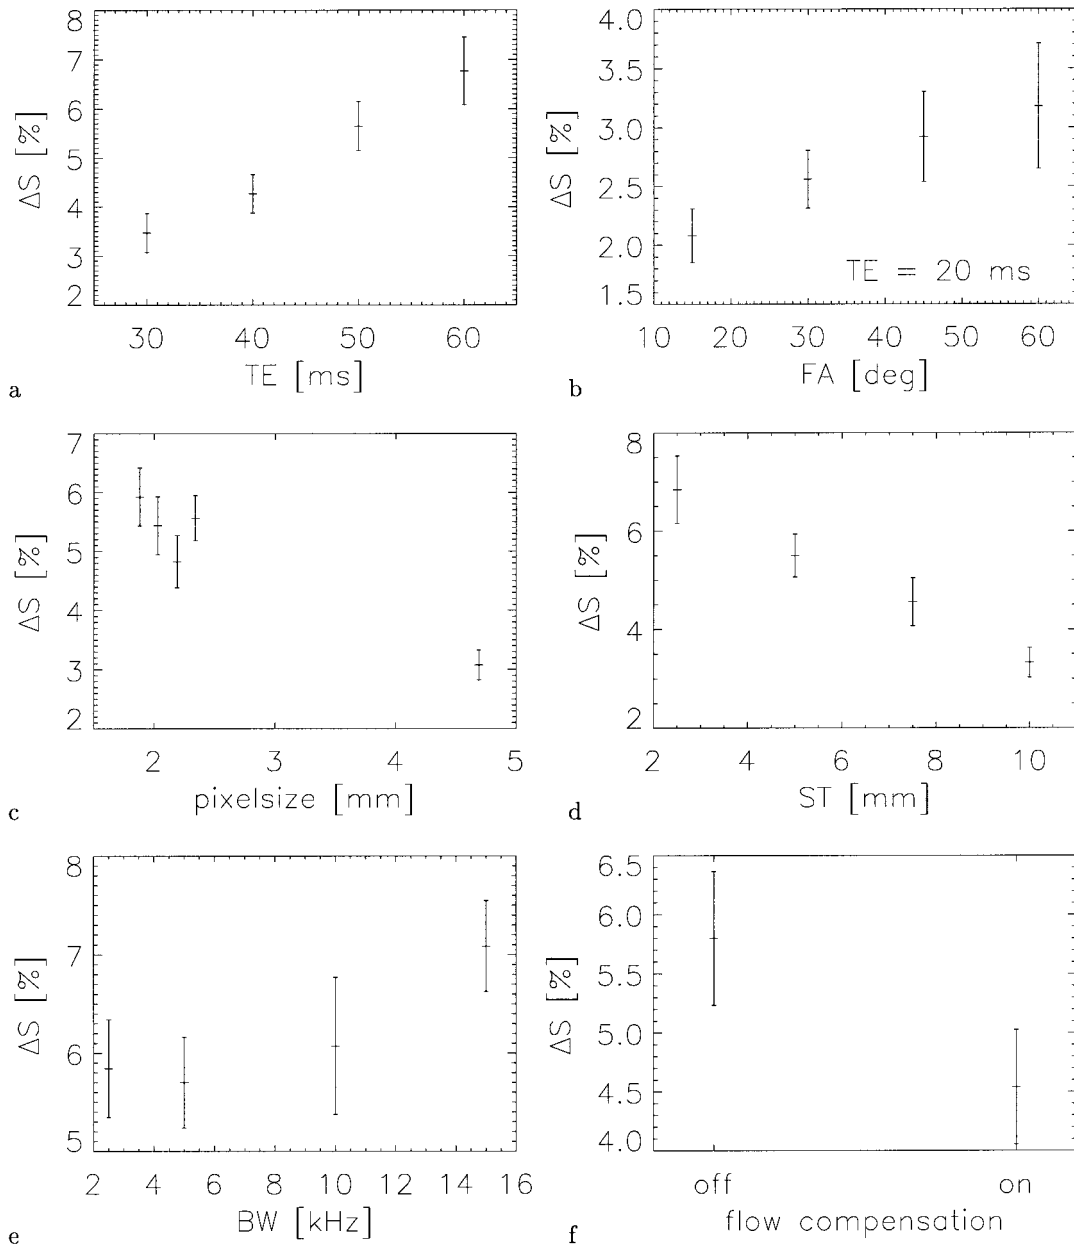 8
7
6
5
4
3
2
ΔS [%]
30 40 50 60
TE [ms]
a
4.0
3.5
3.0
2.5
2.0
1.5
ΔS [%]
TE = 20 ms
10 20 30 40 50 60
FA [deg]
b
7
6
5
4
3
2
ΔS [%]
2 3 4 5
pixelsize [mm]
c
8
6
4
2
ΔS [%]
2 4 6 8 10
ST [mm]
d
8
7
6
5
ΔS [%]
2 4 6 8 10 12 14 16
BW [kHz]
e
6.5
6.0
5.5
5.0
4.5
4.0
ΔS [%]
off on
flow compensation
f